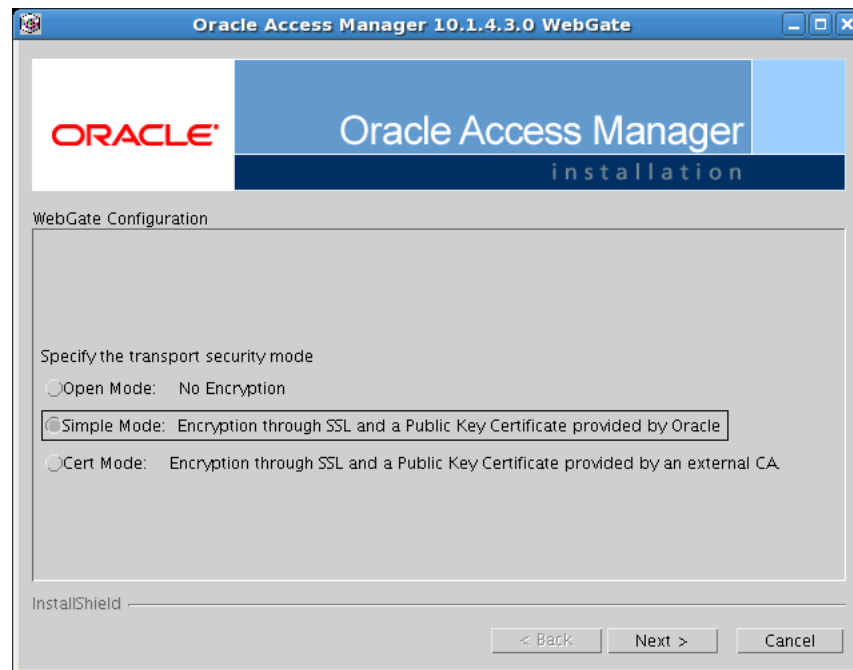 Oracle Access Manager 10.1.4.3.0 WebGate
ORACLE®
Oracle Access Manager
installation
WebGate Configuration
Specify the transport security mode
Open Mode: No Encryption
Simple Mode: Encryption through SSL and a Public Key Certificate provided by Oracle
Cert Mode: Encryption through SSL and a Public Key Certificate provided by an external CA.
InstallShield
< Back Next > Cancel